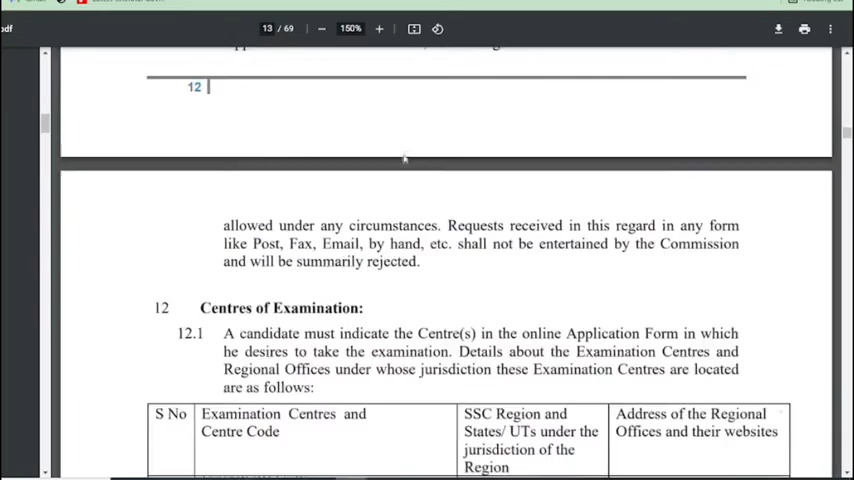 pdf
13 / 69
150%
12
allowed under any circumstances. Requests received in this regard in any form
like Post, Fax, Email, by hand, etc. shall not be entertained by the Commission
and will be summarily rejected.
12 Centres of Examination:
12.1 A candidate must indicate the Centre(s) in the online Application Form in which
he desires to take the examination. Details about the Examination Centres and
Regional Offices under whose jurisdiction these Examination Centres are located
are as follows:
S No
Examination Centres and
Centre Code
SSC Region and
States/ UTs under the
jurisdiction of the
Region
Address of the Regional
Offices and their websites